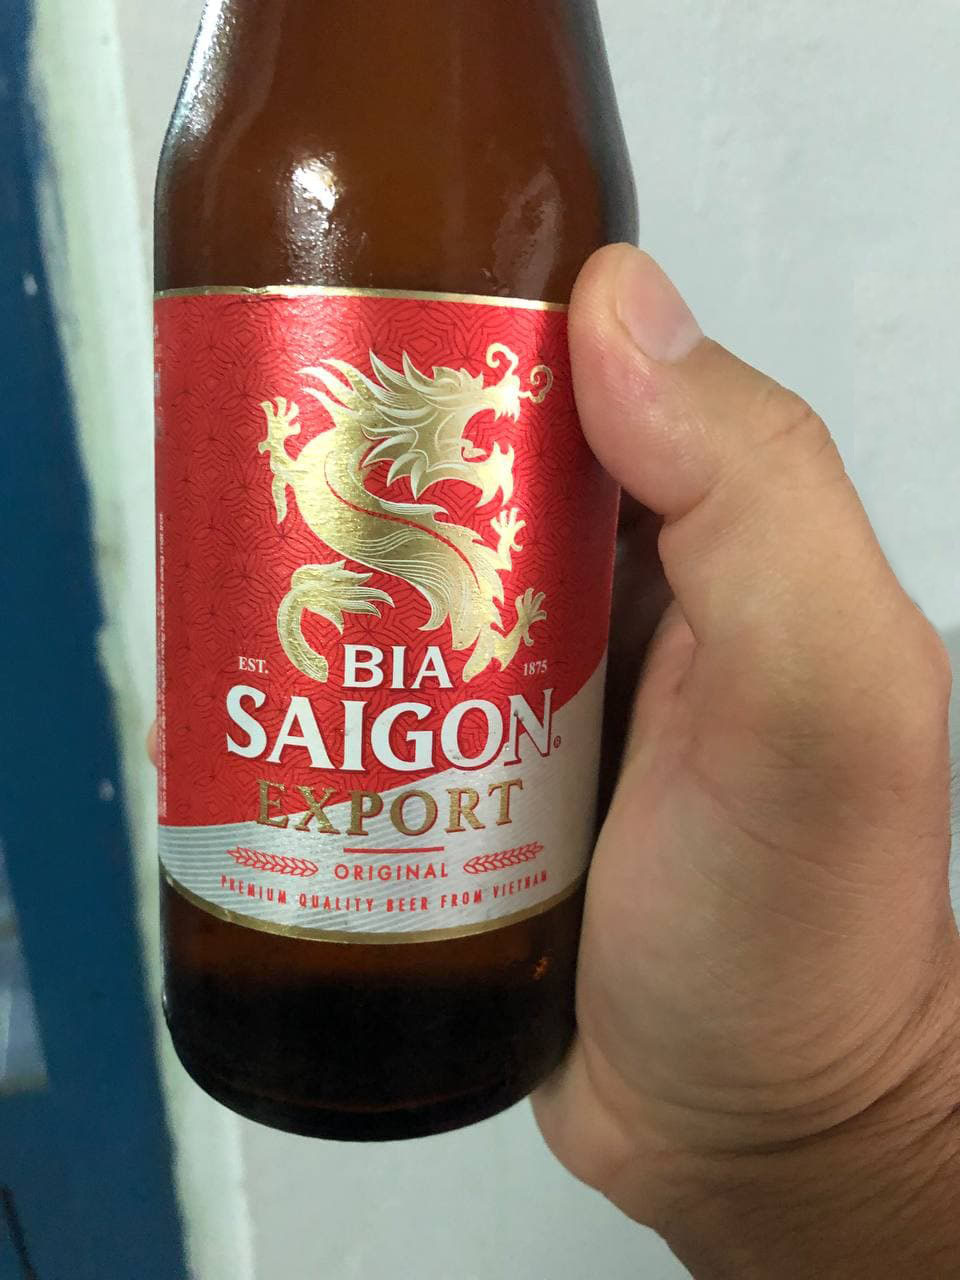 EST. BIA 1875
SAIGON®
EXPORT
ORIGINAL
PREMIUM QUALITY BEER FROM VIETNAM